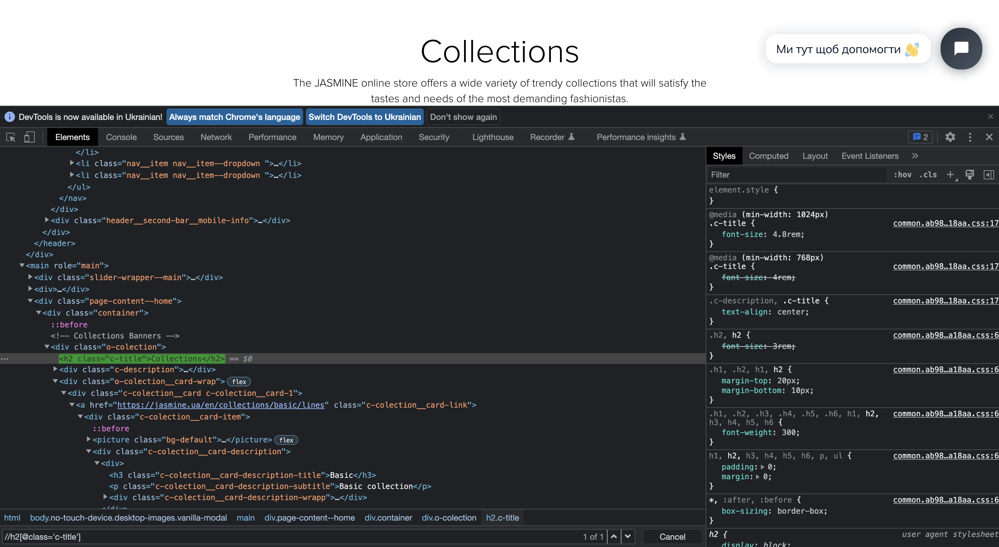 Collections
Ми тут щоб допомогти
The JASMINE online store offers a wide variety of trendy collections that will satisfy the
tastes and needs of the most demanding fashionistas.
DevTools is now available in Ukrainian! Always match Chrome's language Switch DevTools to Ukrainian Don't show again
Elements Console Sources Network Performance Memory Application Security Lighthouse Recorder Performance insights 2
</li>
<li class="nav__item nav__item--dropdown ">…</li>
<li class="nav__item nav__item--dropdown ">…</li>
</ul>
</nav>
</div>
<div class="header__second-bar__mobile-info">…</div>
</div>
</header>
</div>
<main role="main">
<div class="slider-wrapper--main">…</div>
<div>…</div>
<div class="page-content--home">
<div class="container">
::before
<!-- Collections Banners -->
<div class="o-colection">
… <h2 class="c-title">Collections</h2> == $0
<div class="c-description">…</div>
<div class="o-colection__card-wrap"> flex
<div class="c-colection__card c-colection__card-1">
<a href="https://jasmine.ua/en/collections/basic/lines" class="c-colection__card-link">
<div class="c-colection__card-item">
::before
<picture class="bg-default">…</picture> flex
<div class="c-colection__card-description">
<div>
<h3 class="c-colection__card-description-title">Basic</h3>
<p class="c-colection__card-description-subtitle">Basic collection</p>
<div class="c-colection__card-description-wrapp">…</div>
</div>
html body.no-touch-device.desktop-images.vanilla-modal main div.page-content--home div.container div.o-colection h2.c-title
//h2[@class='c-title'] 1 of 1 Cancel
Styles Computed Layout Event Listeners »
Filter :hov .cls +
element.style {
}
@media (min-width: 1024px)
.c-title { common.ab98…18aa.css:17
font-size: 4.8rem;
}
@media (min-width: 768px)
.c-title { common.ab98…18aa.css:17
font-size: 4rem;
}
.c-description, .c-title { common.ab98…18aa.css:17
text-align: center;
}
.h2, h2 { common.ab98…a18aa.css:6
font-size: 3rem;
}
.h1, .h2, h1, h2 { common.ab98…a18aa.css:6
margin-top: 20px;
margin-bottom: 10px;
}
.h1, .h2, .h3, .h4, .h5, .h6, h1, h2, common.ab98…a18aa.css:6
h3, h4, h5, h6 {
font-weight: 300;
}
h1, h2, h3, h4, h5, h6, p, ul { common.ab98…a18aa.css:6
padding: 0;
margin: 0;
}
*, :after, :before { common.ab98…a18aa.css:6
box-sizing: border-box;
}
h2 { user agent stylesheet
display: block;